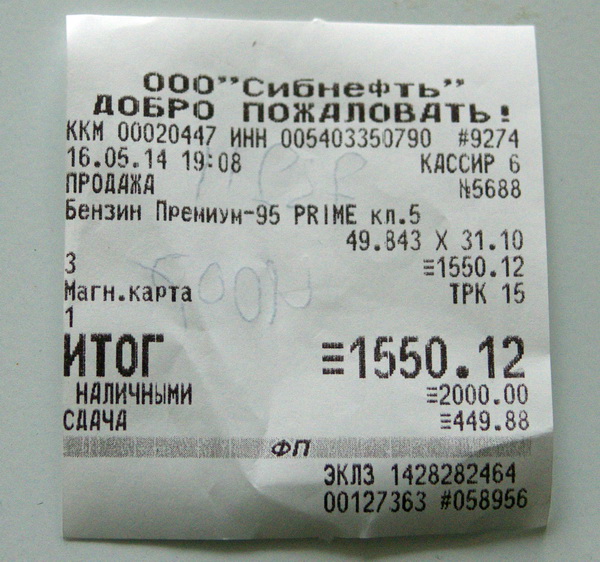 ООО"Сибнефть"
ДОБРО ПОЖАЛОВАТЬ!
ККМ 00020447 ИНН 005403350790 #9274
16.05.14 19:08 КАССИР 6
ПРОДАЖА №5688
Бензин Премиум-95 PRIME кл.5
49.843 X 31.10
3 ≡1550.12
Магн.карта ТРК 15
1
ИТОГ ≡1550.12
НАЛИЧНЫМИ ≡2000.00
СДАЧА ≡449.88
ФП
ЭКЛЗ 1428282464
00127363 #058956